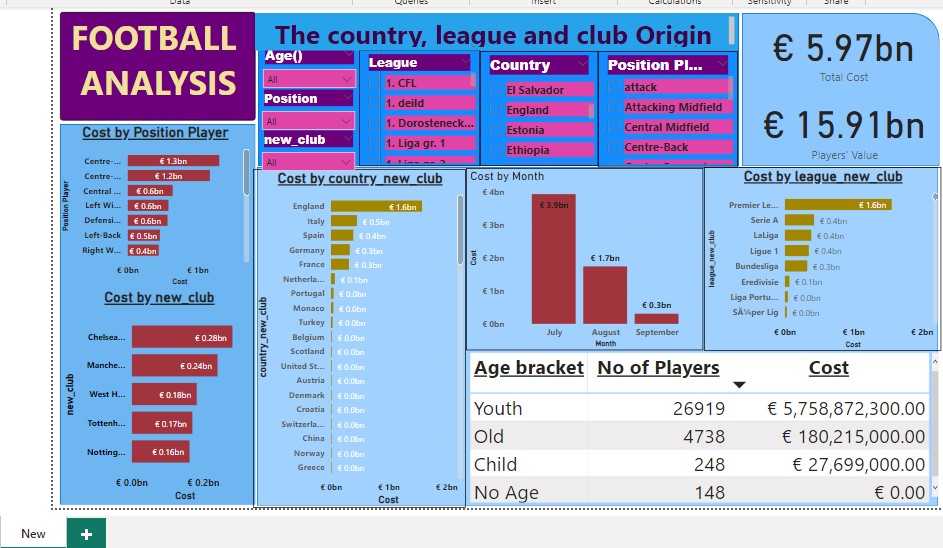 Data
Queries
Insert
Calculations
Sensitivity
Share
FOOTBALL
ANALYSIS
The country, league and club Origin
Age()
All
Position
All
new_club
All
League
1. CFL
1. deild
1. Dorosteneck...
1. Liga gr. 1
1. Liga gr. 2
Country
El Salvador
England
Estonia
Ethiopia
Position Pl...
attack
Attacking Midfield
Central Midfield
Centre-Back
€ 5.97bn
Total Cost
€ 15.91bn
Players' Value
Cost by Position Player
Position Player
Centre-... € 1.3bn
Centre-... € 1.2bn
Central ... € 0.6bn
Left Wi... € 0.6bn
Defensi... € 0.6bn
Left-Back € 0.5bn
Right W... € 0.4bn
€ 0bn € 1bn
Cost
Cost by new_club
new_club
Chelsea... € 0.28bn
Manche... € 0.24bn
West H... € 0.18bn
Tottenh... € 0.17bn
Notting... € 0.16bn
€ 0.0bn € 0.2bn
Cost
Cost by country_new_club
country_new_club
England € 1.6bn
Italy € 0.5bn
Spain € 0.4bn
Germany € 0.3bn
France € 0.3bn
Netherla... € 0.1bn
Portugal € 0.0bn
Monaco € 0.0bn
Turkey € 0.0bn
Belgium € 0.0bn
Scotland € 0.0bn
United St... € 0.0bn
Austria € 0.0bn
Denmark € 0.0bn
Croatia € 0.0bn
Switzerla... € 0.0bn
China € 0.0bn
Norway € 0.0bn
Greece € 0.0bn
€ 0bn € 1bn € 2bn
Cost
Cost by Month
Cost
€ 4bn
€ 3bn
€ 2bn
€ 1bn
€ 0bn
€ 3.9bn
€ 1.7bn
€ 0.3bn
July August September
Month
Cost by league_new_club
league_new_club
Premier Le... € 1.6bn
Serie A € 0.4bn
LaLiga € 0.4bn
Ligue 1 € 0.4bn
Bundesliga € 0.3bn
Eredivisie € 0.1bn
Liga Portu... € 0.0bn
SÃ¼per Lig € 0.0bn
€ 0bn € 1bn € 2bn
Cost
Age bracket No of Players Cost
Youth 26919 € 5,758,872,300.00
Old 4738 € 180,215,000.00
Child 248 € 27,699,000.00
No Age 148 € 0.00
New
+